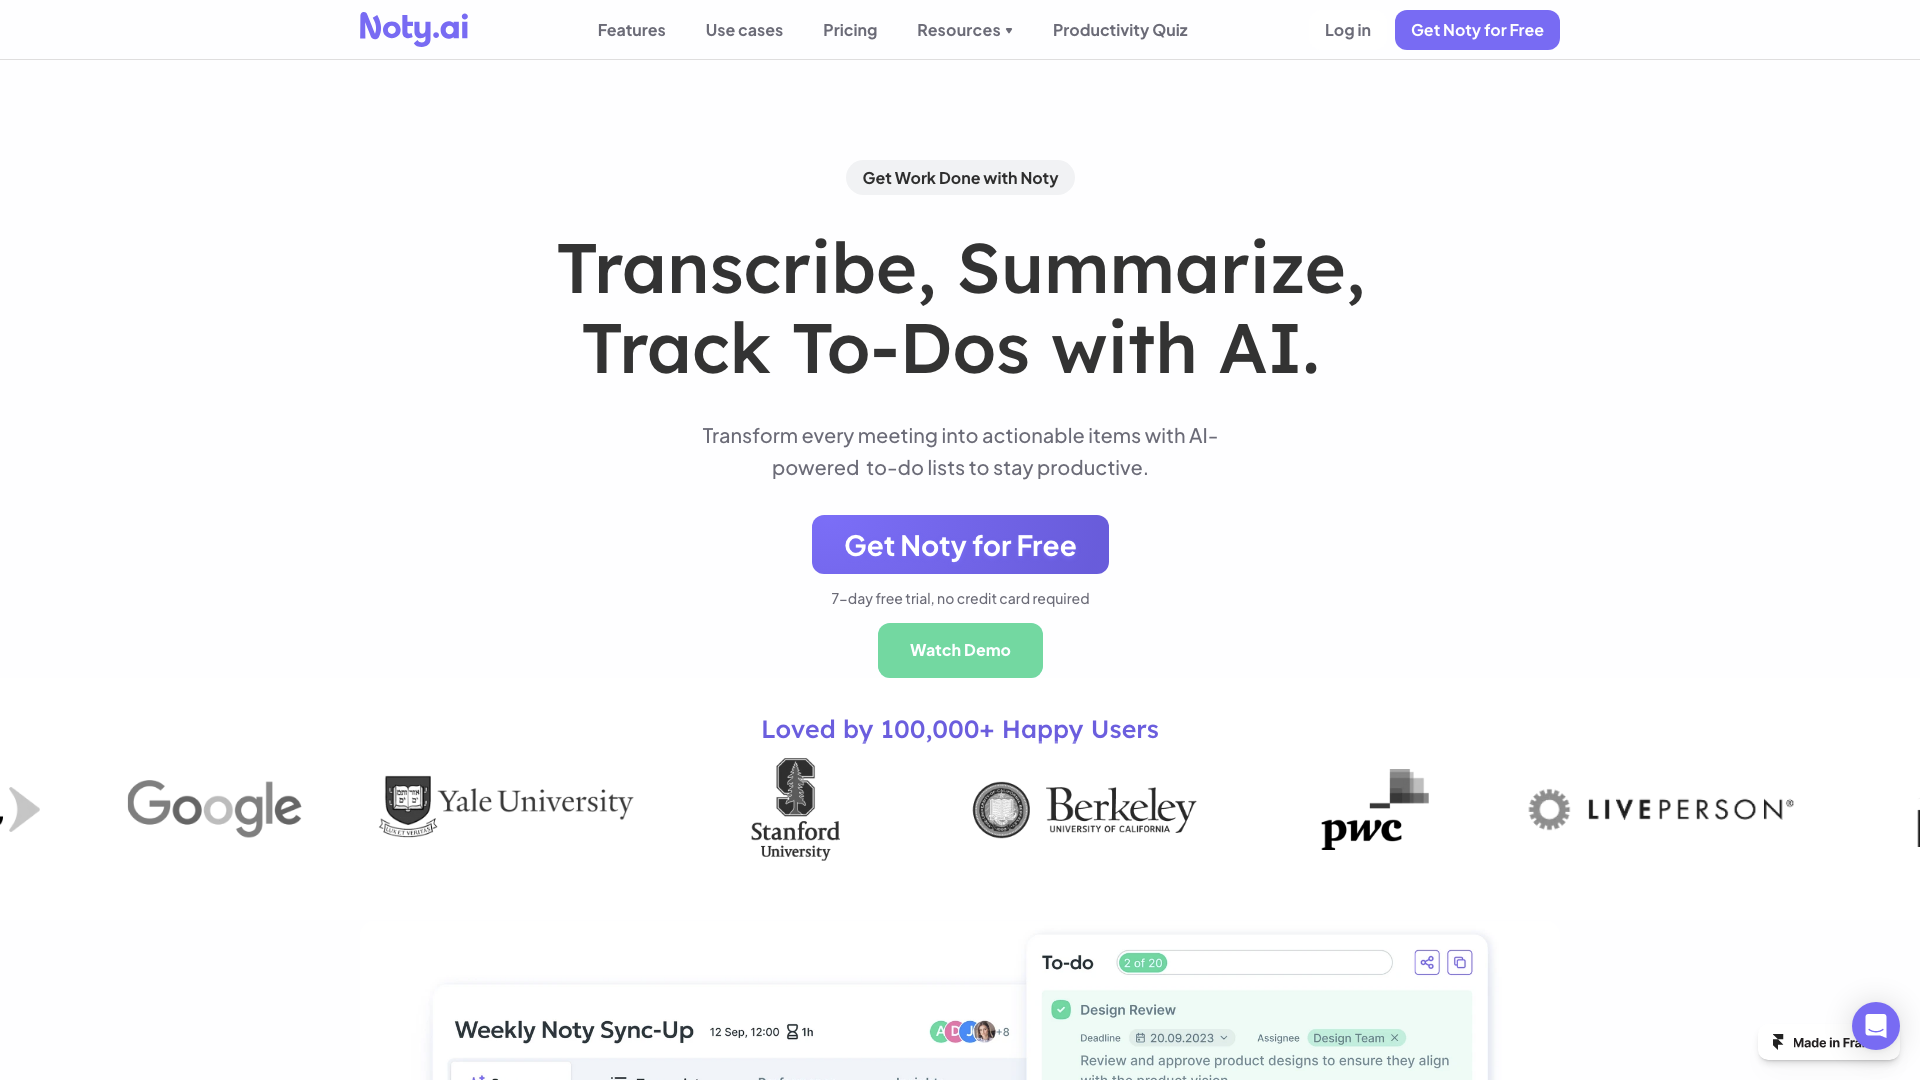 Noty.ai
Features
Use cases
Pricing
Resources ▾
Productivity Quiz
Log in
Get Noty for Free
Get Work Done with Noty
Transcribe, Summarize,
Track To-Dos with AI.
Transform every meeting into actionable items with AI-
powered to-do lists to stay productive.
Get Noty for Free
7-day free trial, no credit card required
Watch Demo
Loved by 100,000+ Happy Users
Google
Yale University
Stanford
University
Berkeley
UNIVERSITY OF CALIFORNIA
pwc
LIVEPERSON®
To-do
2 of 20
Design Review
Deadline
20.09.2023
Assignee
Design Team
Review and approve product designs to ensure they align
with the product vision
Weekly Noty Sync-Up
12 Sep, 12:00
1h
A
D
J
+8
Made in